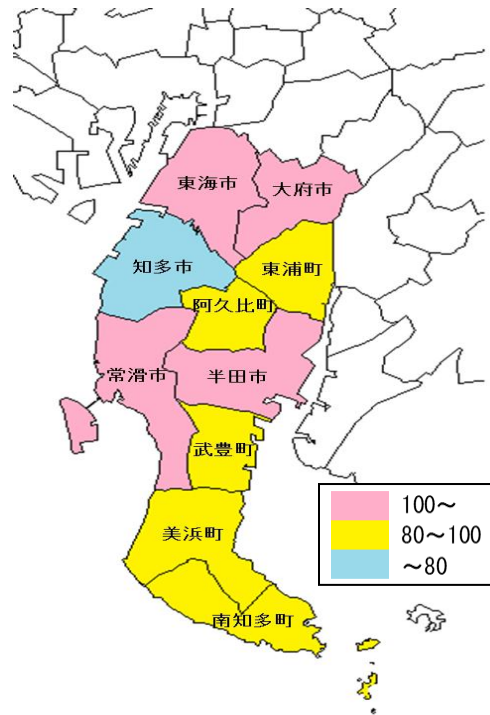 東海市
大府市
知多市
東浦町
阿久比町
常滑市
半田市
武豊町
美浜町
南知多町
100～
80～100
～80